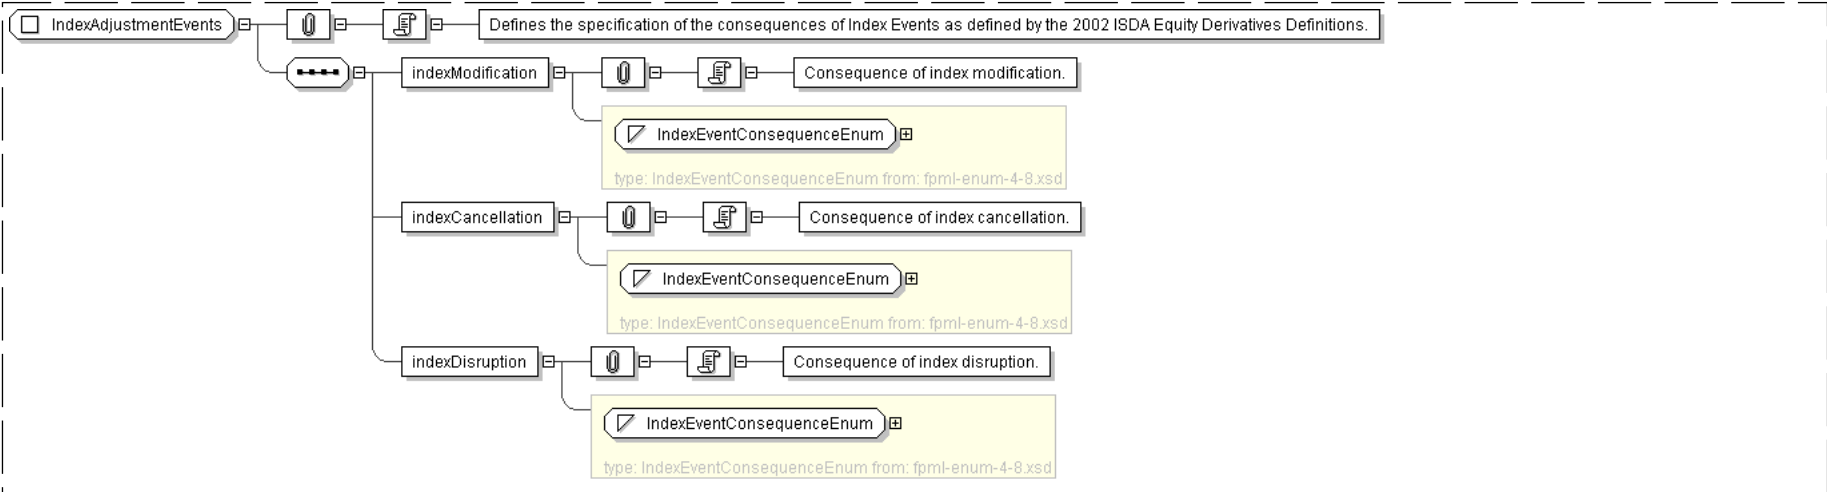 IndexAdjustmentEvents
Defines the specification of the consequences of Index Events as defined by the 2002 ISDA Equity Derivatives Definitions.
indexModification
Consequence of index modification.
IndexEventConsequenceEnum
type: IndexEventConsequenceEnum from: fpml-enum-4-8.xsd
indexCancellation
Consequence of index cancellation.
IndexEventConsequenceEnum
type: IndexEventConsequenceEnum from: fpml-enum-4-8.xsd
indexDisruption
Consequence of index disruption.
IndexEventConsequenceEnum
type: IndexEventConsequenceEnum from: fpml-enum-4-8.xsd